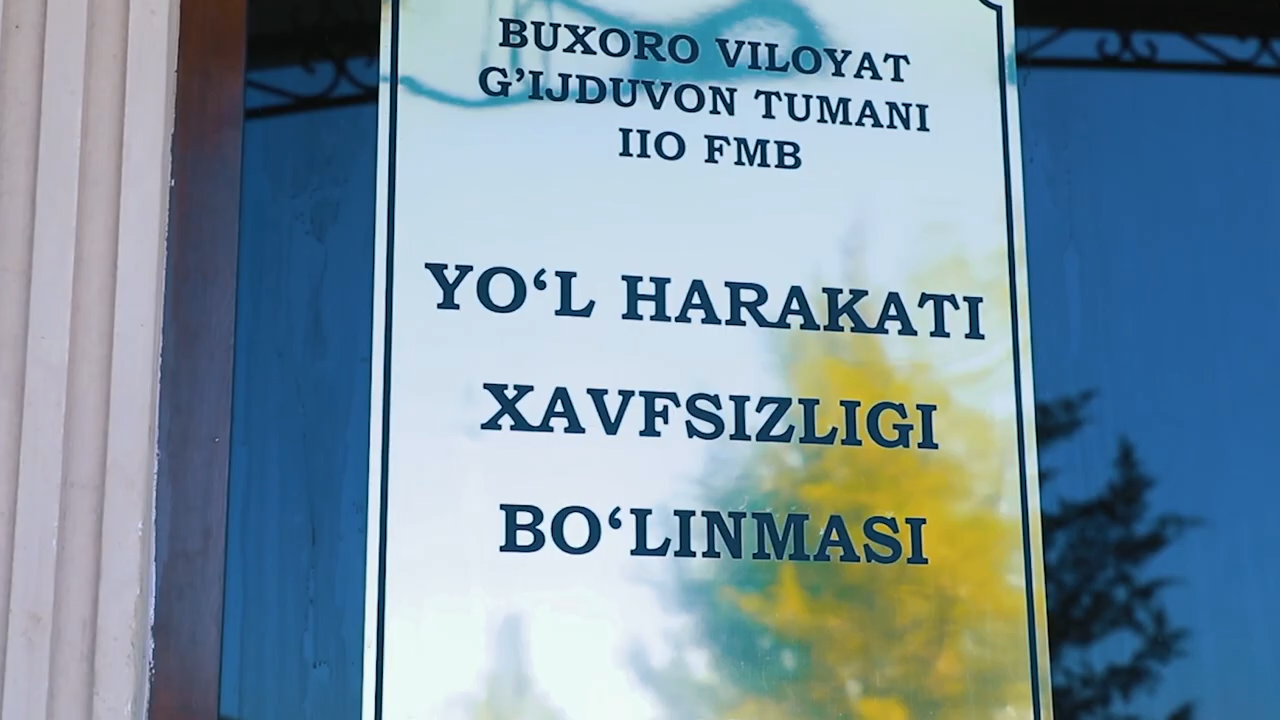 BUXORO VILOYAT
G’IJDUVON TUMANI
IIO FMB
YO‘L HARAKATI
XAVFSIZLIGI
BO‘LINMASI